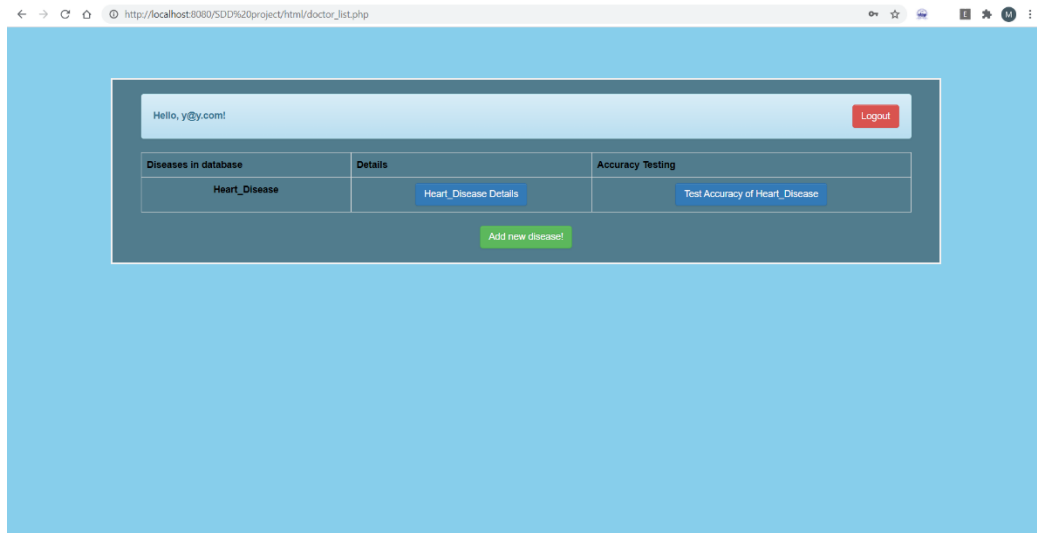 http://localhost:8080/SDD%20project/html/doctor_list.php
E
M
Hello, y@y.com!
Logout
Diseases in database
Details
Accuracy Testing
Heart_Disease
Heart_Disease Details
Test Accuracy of Heart_Disease
Add new disease!